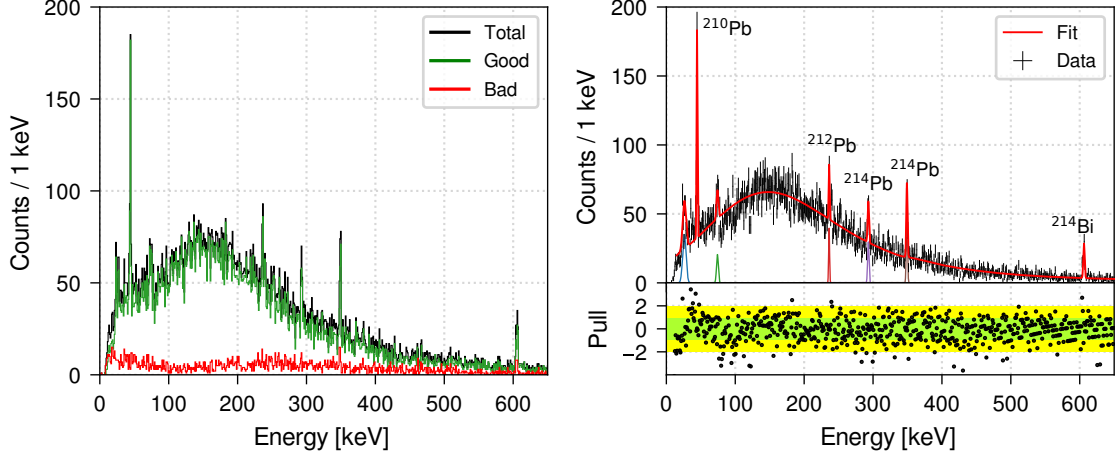 200
150
100
50
0
Counts / 1 keV
Total
Good
Bad
0 100 200 300 400 500 600
Energy [keV]
200
150
100
50
0
Counts / 1 keV
²¹⁰Pb
²¹²Pb
²¹⁴Pb
²¹⁴Pb
²¹⁴Bi
Fit
Data
2
0
−2
Pull
0 100 200 300 400 500 600
Energy [keV]